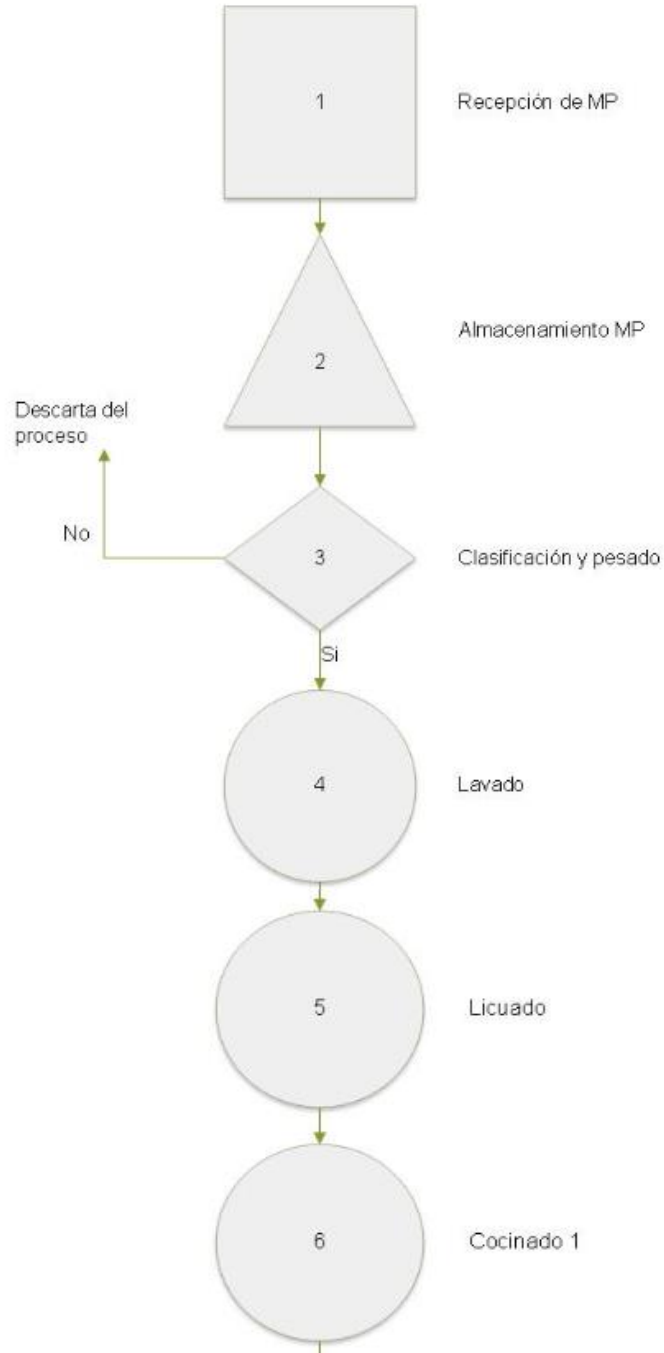 1
Recepción de MP
2
Almacenamiento MP
Descarta del
proceso
No
3
Clasificación y pesado
Si
4
Lavado
5
Licuado
6
Cocinado 1